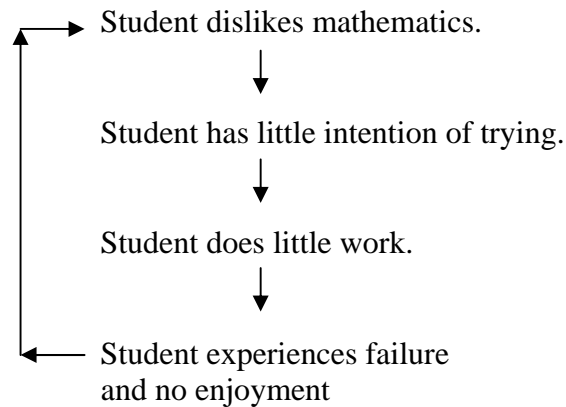 Student dislikes mathematics.
Student has little intention of trying.
Student does little work.
Student experiences failure
and no enjoyment